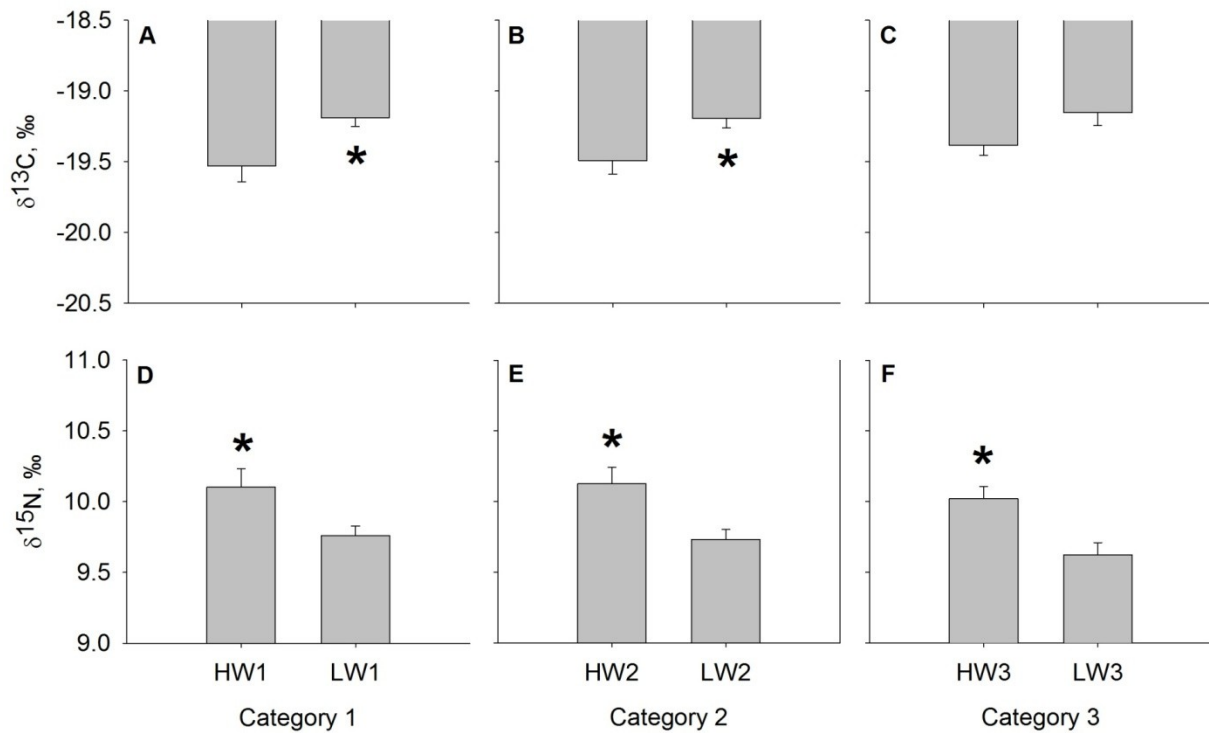 -18.5
-19.0
-19.5
-20.0
-20.5
δ13C, ‰
A
*
B
*
C
11.0
10.5
10.0
9.5
9.0
δ15N, ‰
D
*
E
*
F
*
HW1 LW1 HW2 LW2 HW3 LW3
Category 1 Category 2 Category 3